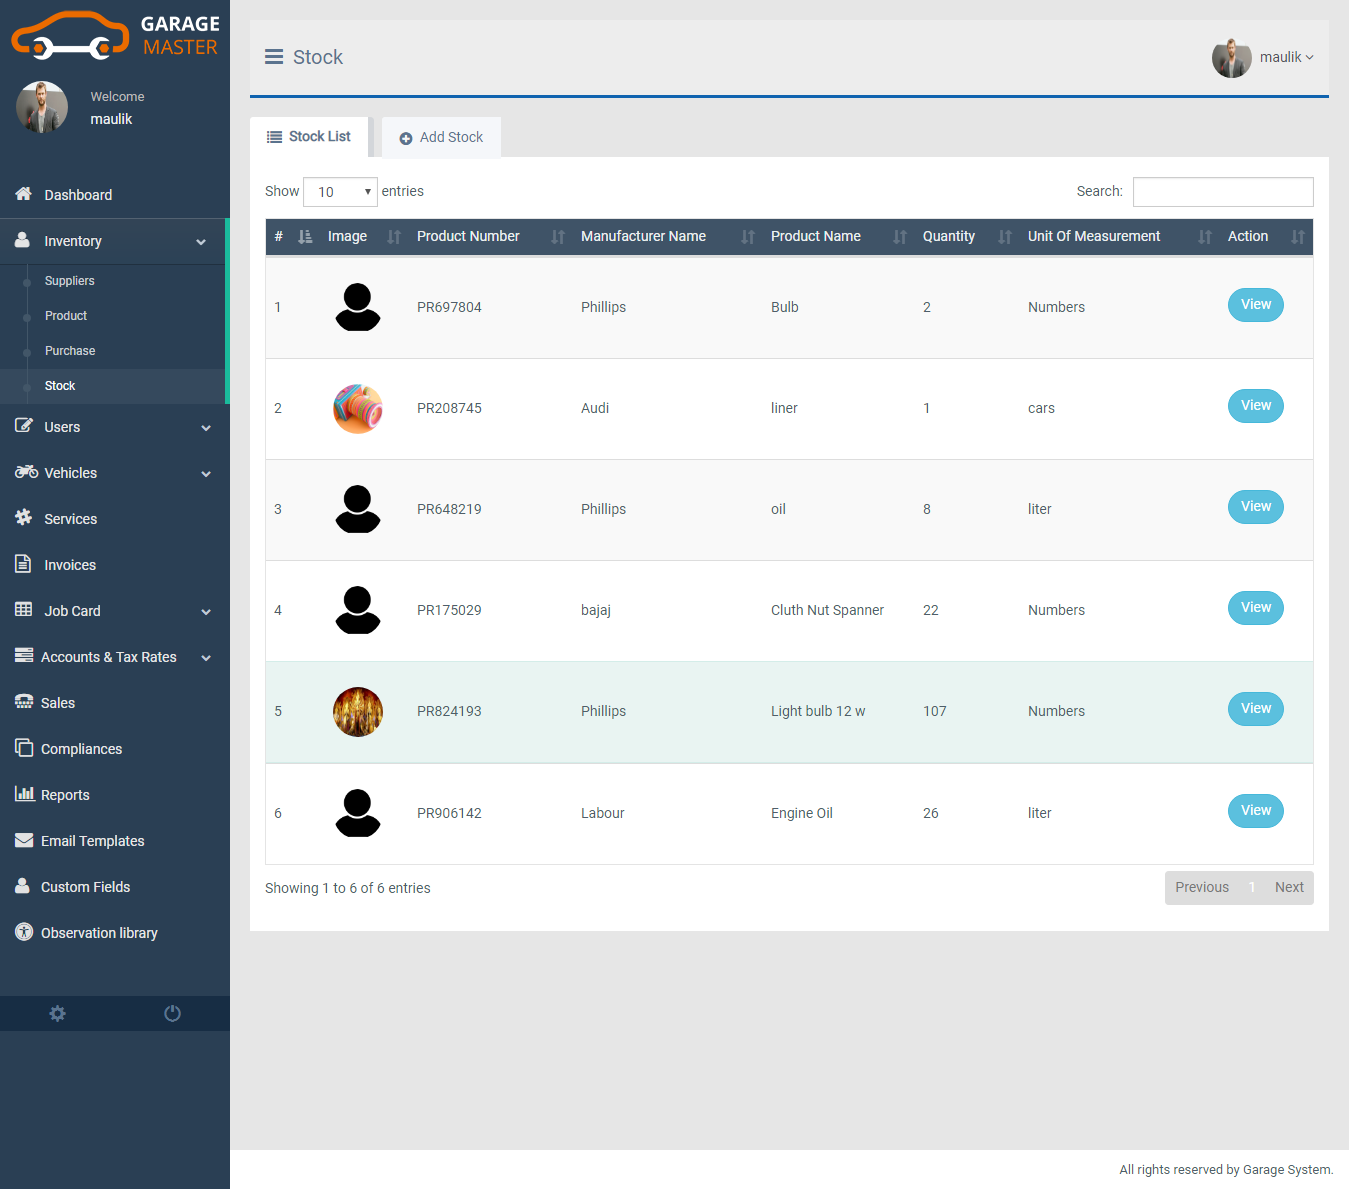 GARAGE
MASTER
Welcome
maulik
Dashboard
Inventory
Suppliers
Product
Purchase
Stock
Users
Vehicles
Services
Invoices
Job Card
Accounts & Tax Rates
Sales
Compliances
Reports
Email Templates
Custom Fields
Observation library
Stock
maulik
Stock List
Add Stock
Show 10 entries
Search:
# Image Product Number Manufacturer Name Product Name Quantity Unit Of Measurement Action
1 PR697804 Phillips Bulb 2 Numbers View
2 PR208745 Audi liner 1 cars View
3 PR648219 Phillips oil 8 liter View
4 PR175029 bajaj Cluth Nut Spanner 22 Numbers View
5 PR824193 Phillips Light bulb 12 w 107 Numbers View
6 PR906142 Labour Engine Oil 26 liter View
Showing 1 to 6 of 6 entries
Previous 1 Next
All rights reserved by Garage System.